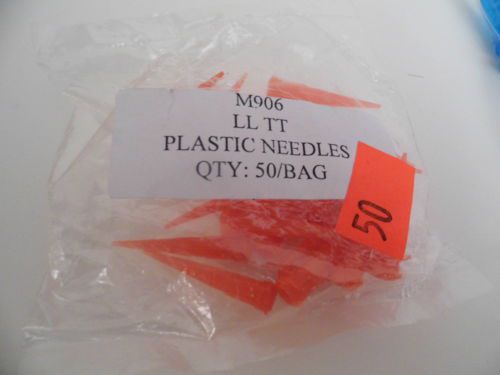 M906
LL TT
PLASTIC NEEDLES
QTY: 50/BAG
50